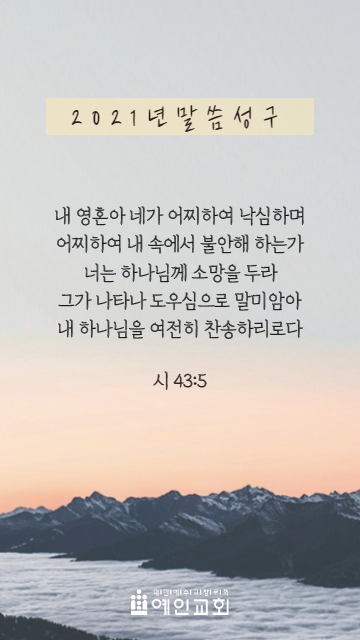 2021년말씀성구
내 영혼아 네가 어찌하여 낙심하며
어찌하여 내 속에서 불안해 하는가
너는 하나님께 소망을 두라
그가 나타나 도우심으로 말미암아
내 하나님을 여전히 찬송하리로다
시 43:5
예인교회